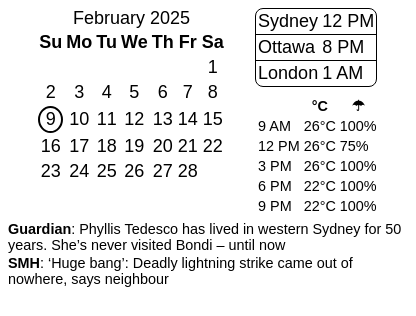 February 2025
Su Mo Tu We Th Fr Sa
1
2 3 4 5 6 7 8
9 10 11 12 13 14 15
16 17 18 19 20 21 22
23 24 25 26 27 28
Sydney 12 PM
Ottawa 8 PM
London 1 AM
°C ☂
9 AM 26°C 100%
12 PM 26°C 75%
3 PM 26°C 100%
6 PM 22°C 100%
9 PM 22°C 100%
Guardian: Phyllis Tedesco has lived in western Sydney for 50
years. She’s never visited Bondi – until now
SMH: ‘Huge bang’: Deadly lightning strike came out of
nowhere, says neighbour